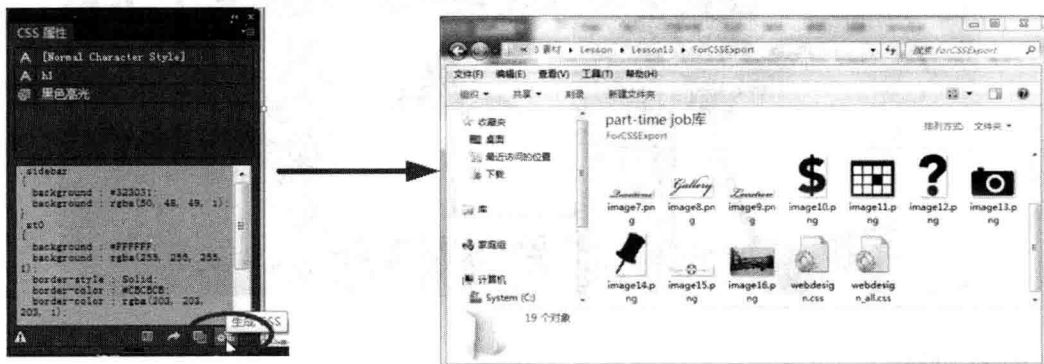 CSS 属性
[Normal Character Style]
h1
黑色高光
.sidebar
{
background : #323031;
background : rgba(50, 48, 49, 1);
}
.st0
{
background : #FFFFFF;
background : rgba(255, 255, 255,
1);
border-style : Solid;
border-color : #CBCBCB;
border-color : rgba(203, 203,
203, 1);
生成 CSS
素材 ▸ Lesson ▸ Lesson13 ▸ ForCSSExport
搜索 ForCSSExport
文件(F) 编辑(E) 查看(V) 工具(T) 帮助(H)
组织 共享 刻录 新建文件夹
收藏夹
桌面
最近访问的位置
下载
库
家庭组
计算机
System (C:)
part-time job库
ForCSSExport
排列方式: 文件夹
Gallery
Location
image7.png
image8.png
image9.png
image10.png
image11.png
image12.png
image13.png
image14.png
image15.png
image16.png
webdesign.css
webdesign_all.css
19 个对象